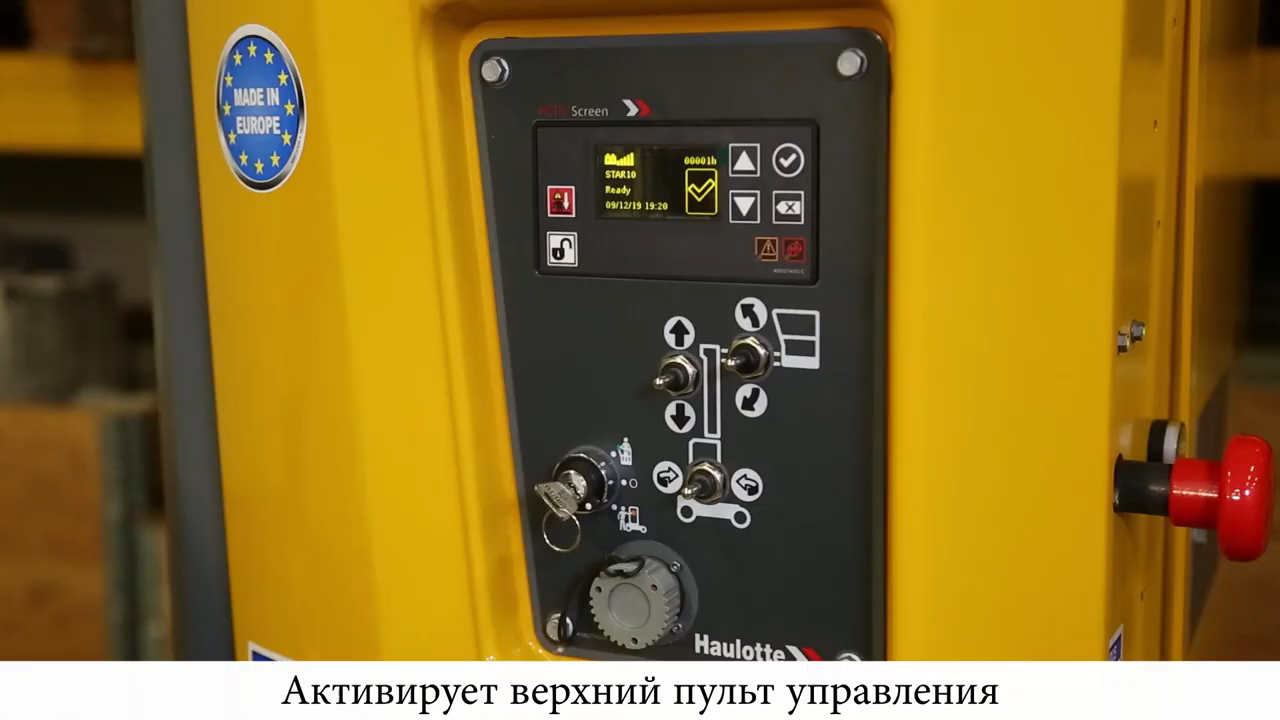 MADE IN
EUROPE
Screen
00001h
STAR10
Ready
09/12/19 19:20
Haulotte
Активирует верхний пульт управления